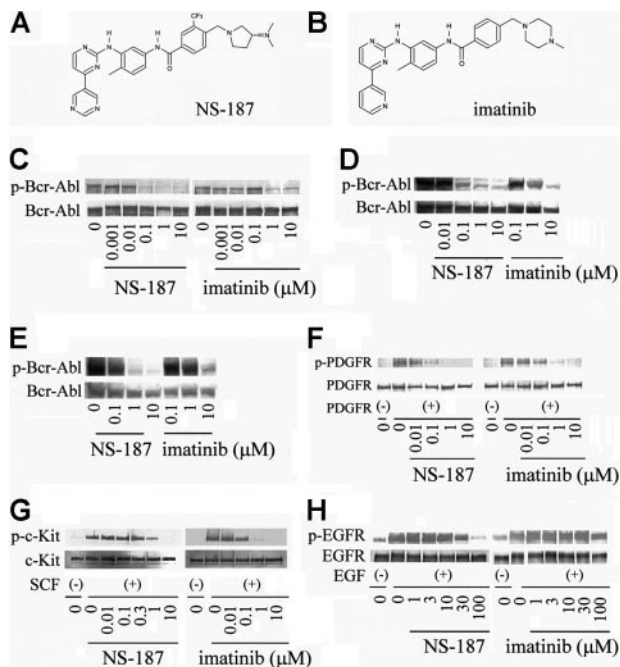 A
B
CF₃
N
N
H
N
H
N
O
N
N
N
N
N
NS-187
N
N
H
N
H
N
O
N
N
N
imatinib
C
p-Bcr-Abl
Bcr-Abl
0 0.001 0.01 0.1 1 10 0 0.001 0.01 0.1 1 10
NS-187 imatinib (μM)
D
p-Bcr-Abl
Bcr-Abl
0 0.01 0.1 1 10 0.1 1 10
NS-187 imatinib (μM)
E
p-Bcr-Abl
Bcr-Abl
0 0.1 1 10 0 0.1 1 10
NS-187 imatinib (μM)
F
p-PDGFR
PDGFR
PDGFR (-) (+) (-) (+)
0 0 0.01 0.1 1 10 0 0 0.01 0.1 1 10
NS-187 imatinib (μM)
G
p-c-Kit
c-Kit
SCF (-) (+) (-) (+)
0 0 0.01 0.1 0.3 1 10 0 0 0.01 0.1 1 10
NS-187 imatinib (μM)
H
p-EGFR
EGFR
EGF (-) (+) (-) (+)
0 0 1 3 10 30 100 0 0 1 3 10 30 100
NS-187 imatinib (μM)